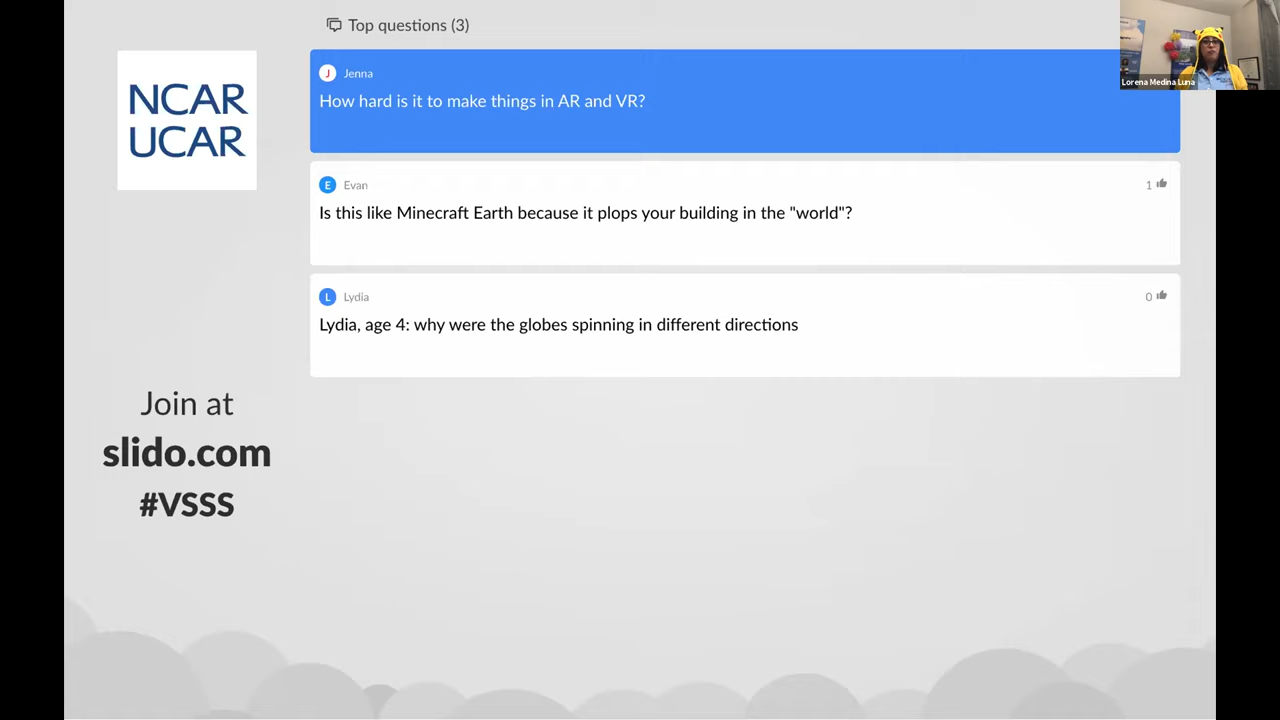 Top questions (3)
NCAR
UCAR
J Jenna
How hard is it to make things in AR and VR?
E Evan
1
Is this like Minecraft Earth because it plops your building in the "world"?
L Lydia
0
Lydia, age 4: why were the globes spinning in different directions
Join at
slido.com
#VSSS
Lorena Medina Luna